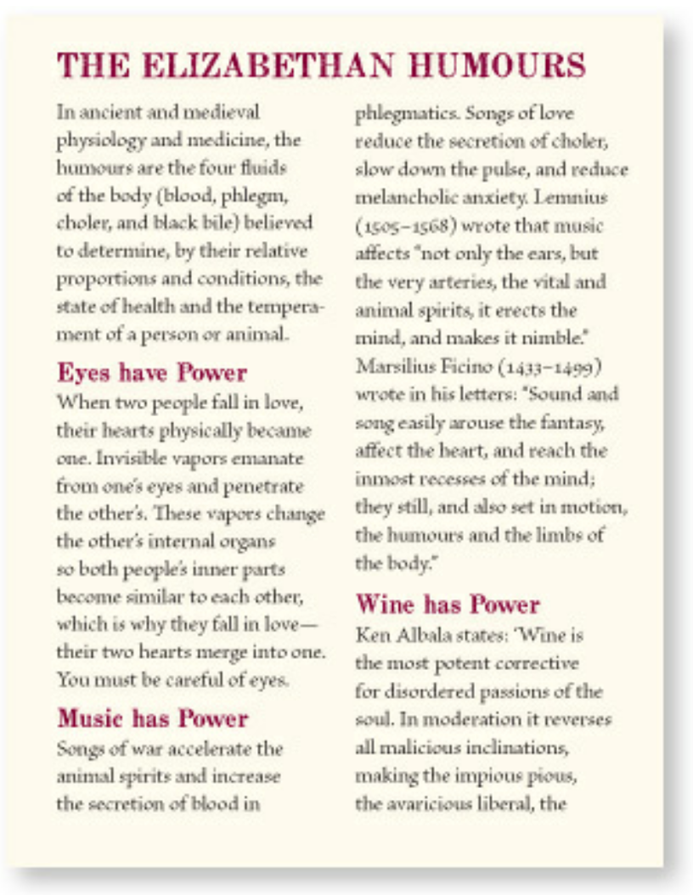 THE ELIZABETHAN HUMOURS
In ancient and medieval
physiology and medicine, the
humours are the four fluids
of the body (blood, phlegm,
choler, and black bile) believed
to determine, by their relative
proportions and conditions, the
state of health and the tempera-
ment of a person or animal.
Eyes have Power
When two people fall in love,
their hearts physically became
one. Invisible vapors emanate
from one's eyes and penetrate
the other's. These vapors change
the other's internal organs
so both people's inner parts
become similar to each other,
which is why they fall in love—
their two hearts merge into one.
You must be careful of eyes.
Music has Power
Songs of war accelerate the
animal spirits and increase
the secretion of blood in
phlegmatics. Songs of love
reduce the secretion of choler,
slow down the pulse, and reduce
melancholic anxiety. Lemnius
(1505–1568) wrote that music
affects "not only the ears, but
the very arteries, the vital and
animal spirits, it erects the
mind, and makes it nimble."
Marsilius Ficino (1433–1499)
wrote in his letters: "Sound and
song easily arouse the fantasy,
affect the heart, and reach the
inmost recesses of the mind;
they still, and also set in motion,
the humours and the limbs of
the body."
Wine has Power
Ken Albala states: "Wine is
the most potent corrective
for disordered passions of the
soul. In moderation it reverses
all malicious inclinations,
making the impious pious,
the avaricious liberal, the